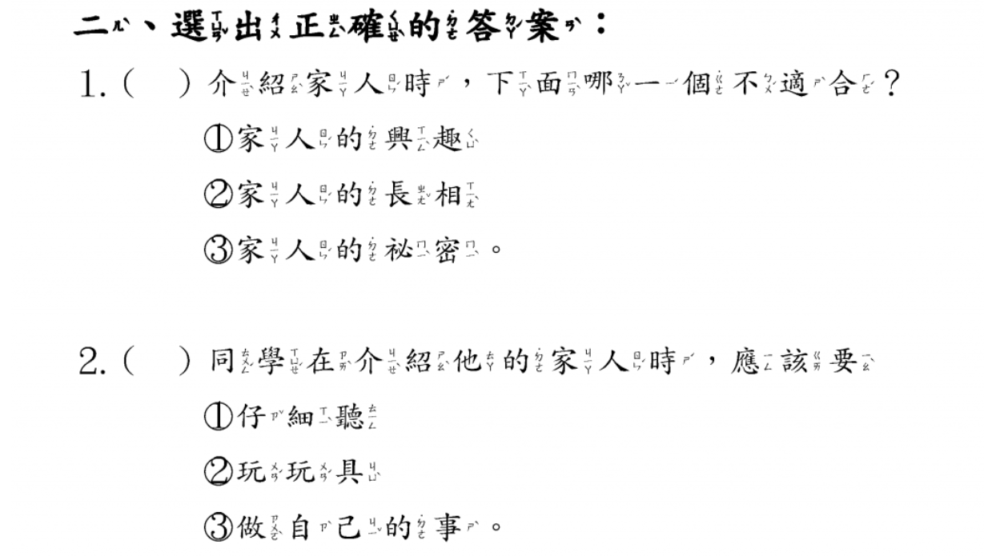 二、選出正確的答案：
1.（　）介紹家人時，下面哪一個不適合？
①家人的興趣
②家人的長相
③家人的祕密。
2.（　）同學在介紹他的家人時，應該要
①仔細聽
②玩玩具
③做自己的事。